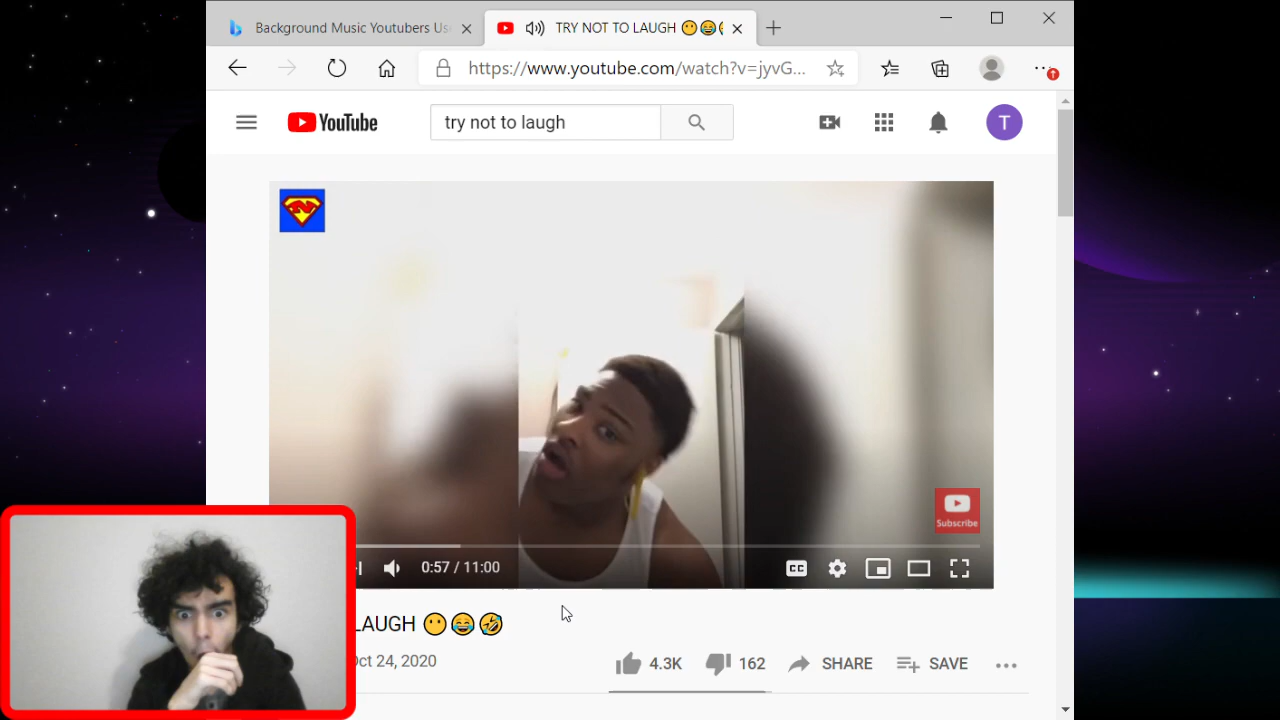 Background Music Youtubers Us
TRY NOT TO LAUGH 😶😂
https://www.youtube.com/watch?v=jyvG...
YouTube
try not to laugh
T
N
Subscribe
0:57 / 11:00
CC
LAUGH 😶😂🤣
Oct 24, 2020
4.3K
162
SHARE
SAVE